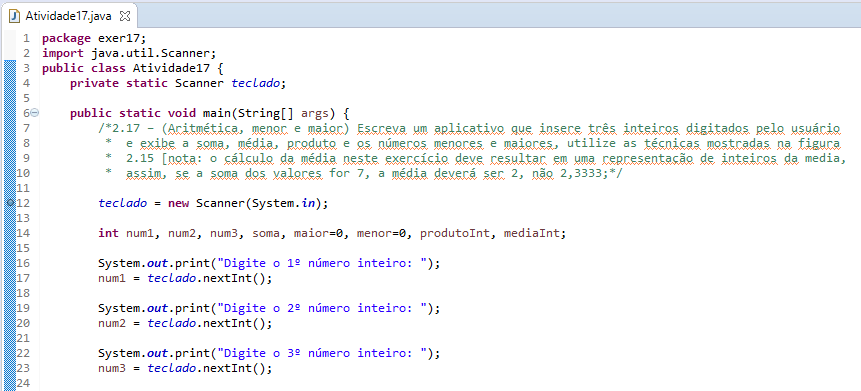 Atividade17.java
1 package exer17;
2 import java.util.Scanner;
3 public class Atividade17 {
4 private static Scanner teclado;
5
6 public static void main(String[] args) {
7 /*2.17 – (Aritmética, menor e maior) Escreva um aplicativo que insere três inteiros digitados pelo usuário
8 * e exibe a soma, média, produto e os números menores e maiores, utilize as técnicas mostradas na figura
9 * 2.15 [nota: o cálculo da média neste exercício deve resultar em uma representação de inteiros da media,
10 * assim, se a soma dos valores for 7, a média deverá ser 2, não 2,3333;*/
11
12 teclado = new Scanner(System.in);
13
14 int num1, num2, num3, soma, maior=0, menor=0, produtoInt, mediaInt;
15
16 System.out.print("Digite o 1º número inteiro: ");
17 num1 = teclado.nextInt();
18
19 System.out.print("Digite o 2º número inteiro: ");
20 num2 = teclado.nextInt();
21
22 System.out.print("Digite o 3º número inteiro: ");
23 num3 = teclado.nextInt();
24